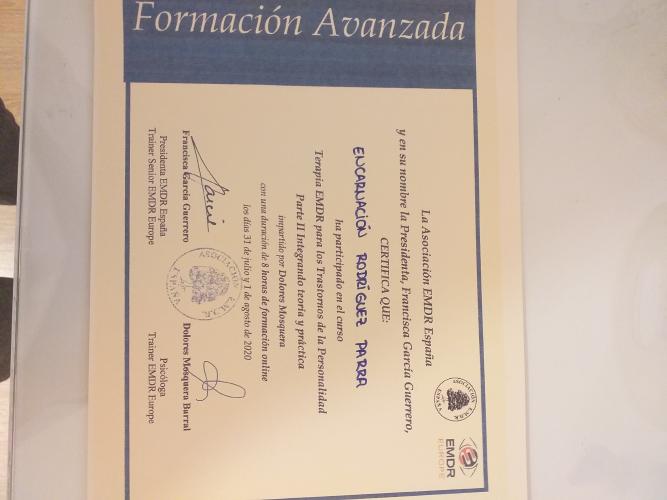 Formación Avanzada
EMDR
EUROPE
ASOCIACIÓN E.M.D.R. ESPAÑA
La Asociación EMDR España
y en su nombre la Presidenta, Francisca García Guerrero,
CERTIFICA QUE:
ENCARNACIÓN RODRÍGUEZ PARRA
ha participado en el curso
Terapia EMDR para los Trastornos de la Personalidad
Parte II Integrando teoría y práctica
impartido por Dolores Mosquera
con una duración de 8 horas de formación online
los días 31 de julio y 1 de agosto de 2020
ASOCIACIÓN E.M.D.R. ESPAÑA
Francisca García Guerrero
Presidenta EMDR España
Trainer Senior EMDR Europe
Dolores Mosquera Barral
Psicóloga
Trainer EMDR Europe